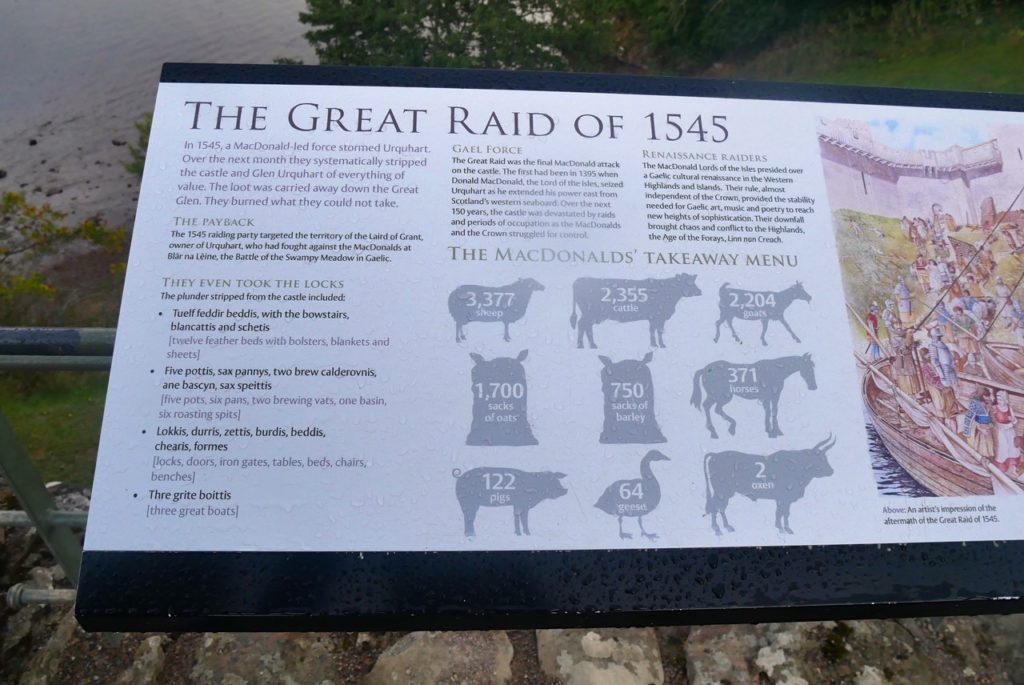 THE GREAT RAID OF 1545
In 1545, a MacDonald-led force stormed Urquhart.
Over the next month they systematically stripped
the castle and Glen Urquhart of everything of
value. The loot was carried away down the Great
Glen. They burned what they could not take.
THE PAYBACK
The 1545 raiding party targeted the territory of the Laird of Grant,
owner of Urquhart, who had fought against the MacDonalds at
Blàr na Lèine, the Battle of the Swampy Meadow in Gaelic.
THEY EVEN TOOK THE LOCKS
The plunder stripped from the castle included:
• Tuelf feddir beddis, with the bowstairs,
blancattis and schetis
[twelve feather beds with bolsters, blankets and
sheets]
• Five pottis, sax pannys, two brew calderovnis,
ane bascyn, sax speittis
[five pots, six pans, two brewing vats, one basin,
six roasting spits]
• Lokkis, durris, zettis, burdis, beddis,
chearis, formes
[locks, doors, iron gates, tables, beds, chairs,
benches]
• Thre grite boittis
[three great boats]
GAEL FORCE
The Great Raid was the final MacDonald attack
on the castle. The first had been in 1395 when
Donald MacDonald, the Lord of the Isles, seized
Urquhart as he extended his power east from
Scotland's western seaboard. Over the next
150 years, the castle was devastated by raids
and periods of occupation as the MacDonalds
and the Crown struggled for control.
RENAISSANCE RAIDERS
The MacDonald Lords of the Isles presided over
a Gaelic cultural renaissance in the Western
Highlands and Islands. Their rule, almost
independent of the Crown, provided the stability
needed for Gaelic art, music and poetry to reach
new heights of sophistication. Their downfall
brought chaos and conflict to the Highlands,
the Age of the Forays, Linn nan Creach.
THE MACDONALDS' TAKEAWAY MENU
3,377
sheep
2,355
cattle
2,204
goats
1,700
sacks
of oats
750
sacks of
barley
371
horses
122
pigs
64
geese
2
oxen
Above: An artist's impression of the
aftermath of the Great Raid of 1545.